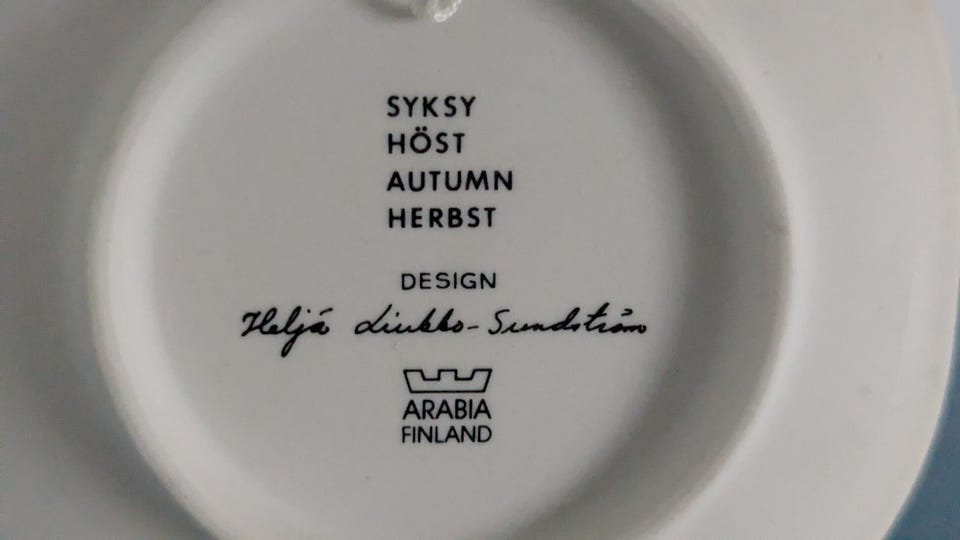 SYKSY
HÖST
AUTUMN
HERBST
DESIGN
Heljä Liukko-Sundström
ARABIA
FINLAND